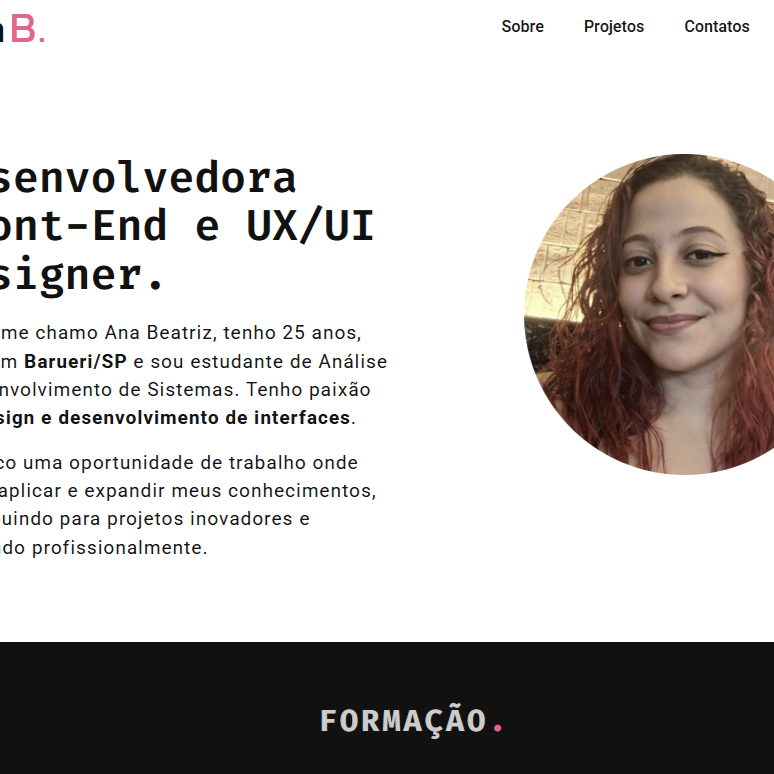 B.
Sobre Projetos Contatos
senvolvedora
ont-End e UX/UI
signer.
me chamo Ana Beatriz, tenho 25 anos,
m Barueri/SP e sou estudante de Análise
nvolvimento de Sistemas. Tenho paixão
sign e desenvolvimento de interfaces.
co uma oportunidade de trabalho onde
aplicar e expandir meus conhecimentos,
uindo para projetos inovadores e
ndo profissionalmente.
FORMAÇÃO.